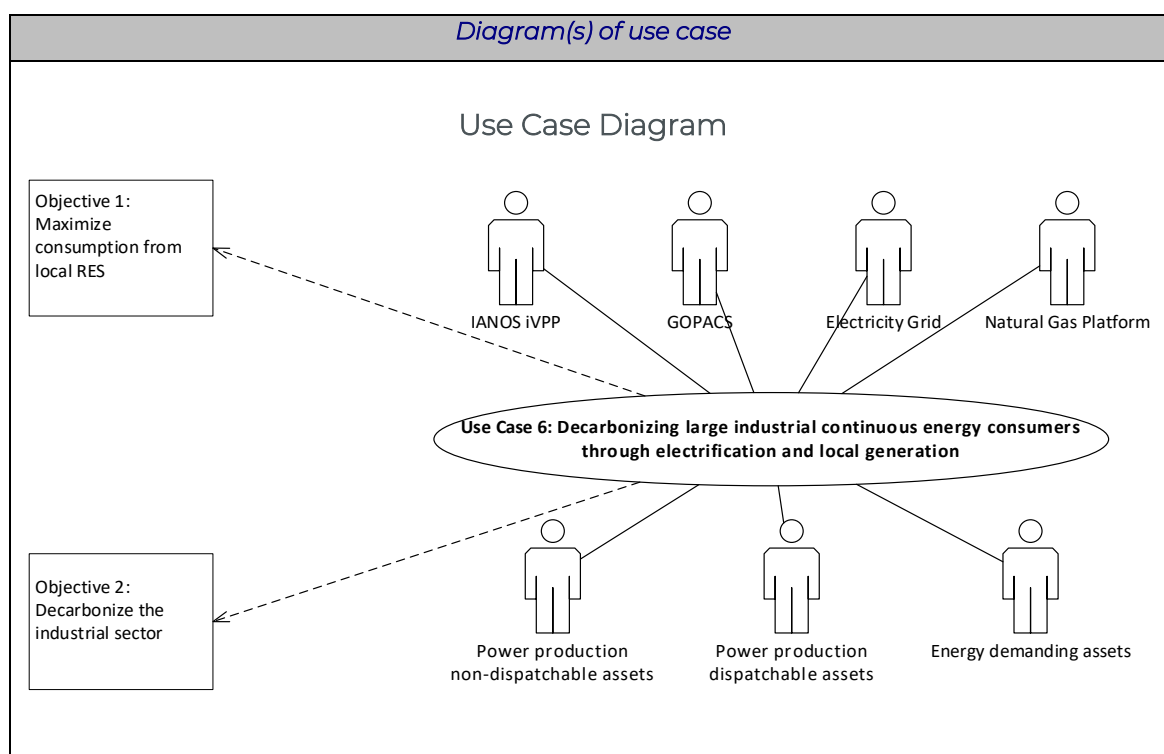 Diagram(s) of use case
Use Case Diagram
Objective 1:
Maximize
consumption from
local RES
IANOS iVPP
GOPACS
Electricity Grid
Natural Gas Platform
Use Case 6: Decarbonizing large industrial continuous energy consumers
through electrification and local generation
Objective 2:
Decarbonize the
industrial sector
Power production
non-dispatchable assets
Power production
dispatchable assets
Energy demanding assets